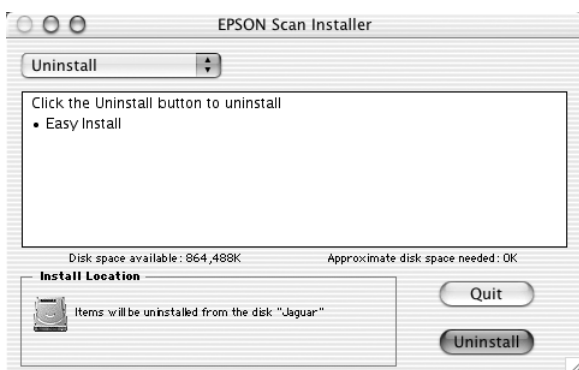 EPSON Scan Installer
Uninstall
Click the Uninstall button to uninstall
• Easy Install
Disk space available: 864,488K Approximate disk space needed: 0K
Install Location
Items will be uninstalled from the disk "Jaguar"
Quit
Uninstall